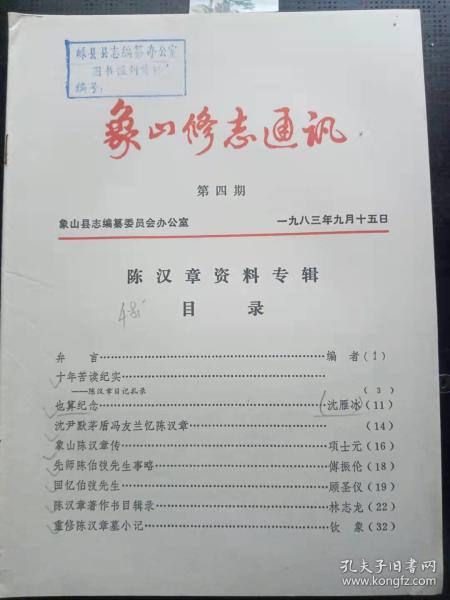 嵊县县志编纂办公室
图书报刊资料
编号：
象山修志通讯
第四期
象山县志编纂委员会办公室 一九八三年九月十五日
陈汉章资料专辑
目录
弁言……编者（1）
十年苦读纪实……
——陈汉章日记扎录（3）
也算纪念……沈雁冰（11）
沈尹默茅盾冯友兰忆陈汉章……（14）
象山陈汉章传……项士元（16）
先师陈伯弢先生事略……傅振伦（18）
回忆伯弢先生……顾圣仪（19）
陈汉章著作书目辑录……林志龙（22）
重修陈汉章墓小记……钦象（32）
孔夫子旧书网
www.kongfz.com